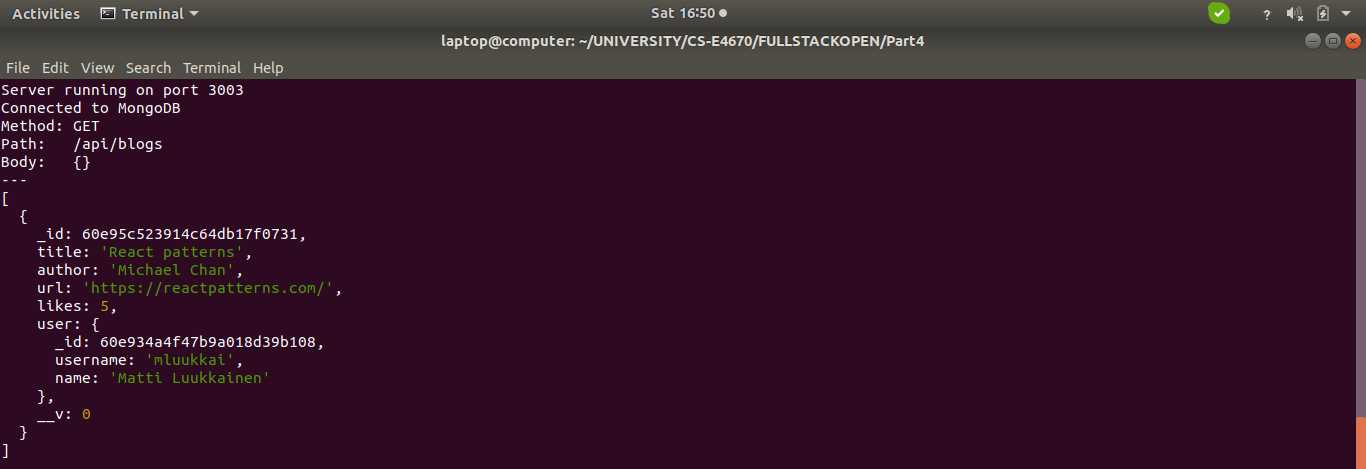 Activities Terminal Sat 16:50 ?
laptop@computer: ~/UNIVERSITY/CS-E4670/FULLSTACKOPEN/Part4
File Edit View Search Terminal Help
Server running on port 3003
Connected to MongoDB
Method: GET
Path:   /api/blogs
Body:   {}
---
[
  {
    _id: 60e95c523914c64db17f0731,
    title: 'React patterns',
    author: 'Michael Chan',
    url: 'https://reactpatterns.com/',
    likes: 5,
    user: {
      _id: 60e934a4f47b9a018d39b108,
      username: 'mluukkai',
      name: 'Matti Luukkainen'
    },
    __v: 0
  }
]